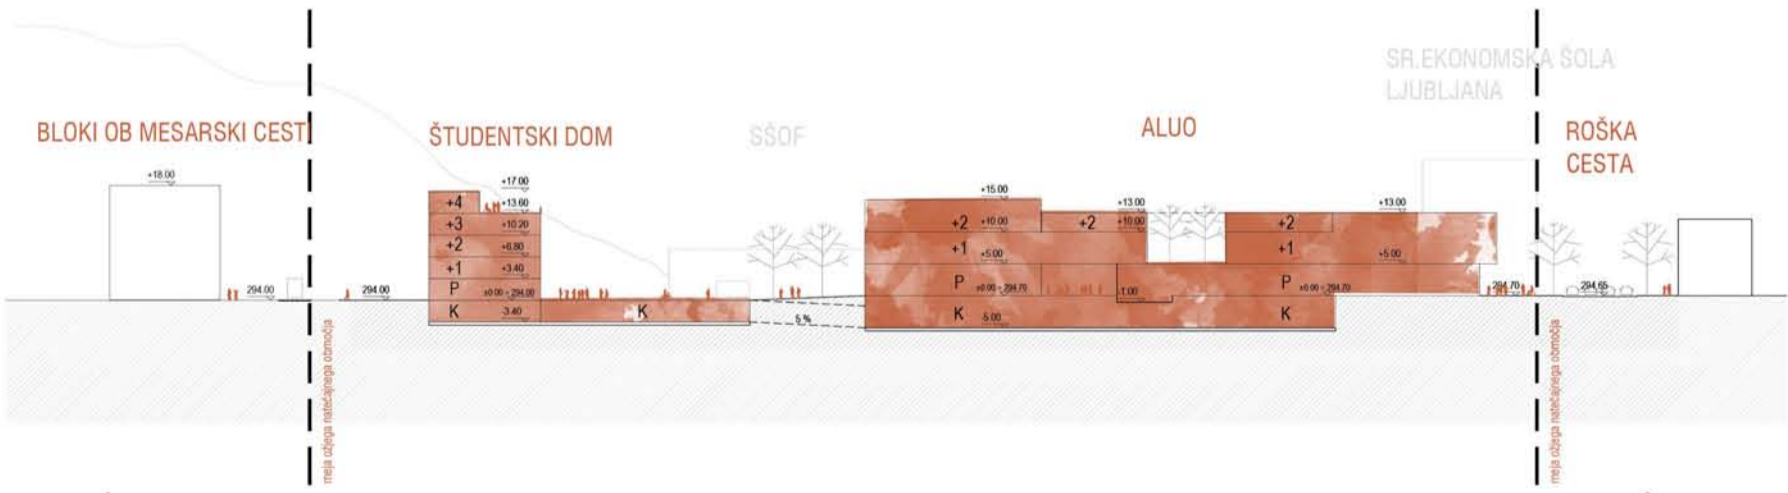 SR.EKONOMSKA ŠOLA
LJUBLJANA
BLOKI OB MESARSKI CESTI
ŠTUDENTSKI DOM
SŠOF
ALUO
ROŠKA
CESTA
+18.00
+17.00
+15.00
+13.00
+13.00
+4
+13.60
+3
+10.20
+2
+10.00
+2
+10.00
+2
+2
+6.80
+1
+5.00
+1
+5.00
+1
+3.40
P
±0.00 = 294.00
P
±0.00 = 294.70
P
±0.00 = 294.70
294.00
294.00
294.70
294.65
-1.00
K
-3.40
K
5 %
K
-5.00
K
meja ožjega natečajnega območja
meja ožjega natečajnega območja